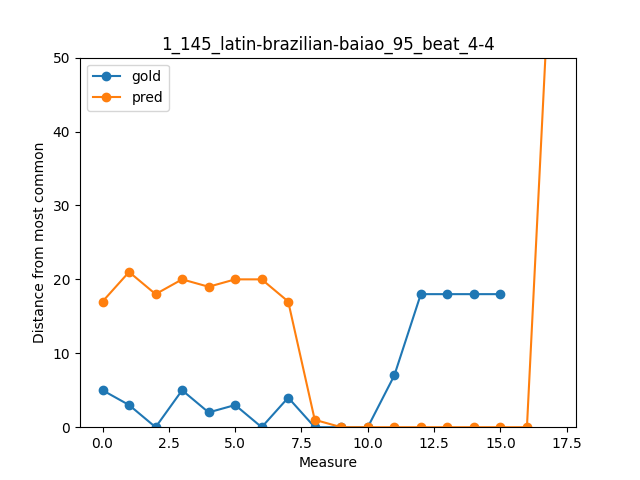 1_145_latin-brazilian-baiao_95_beat_4-4
gold
pred
50
40
30
20
10
0
Distance from most common
0.0 2.5 5.0 7.5 10.0 12.5 15.0 17.5
Measure